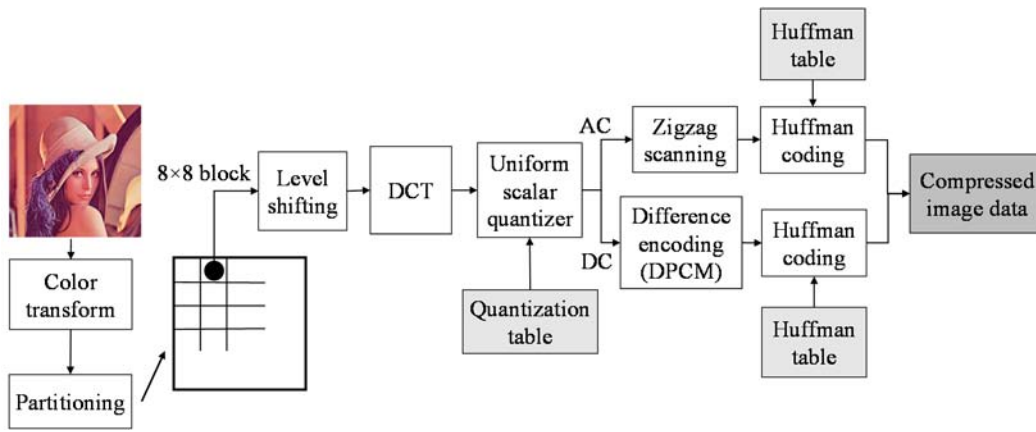 Huffman
table
AC
Zigzag
scanning
Huffman
coding
8×8 block
Level
shifting
DCT
Uniform
scalar
quantizer
Compressed
image data
DC
Difference
encoding
(DPCM)
Huffman
coding
Color
transform
Quantization
table
Huffman
table
Partitioning